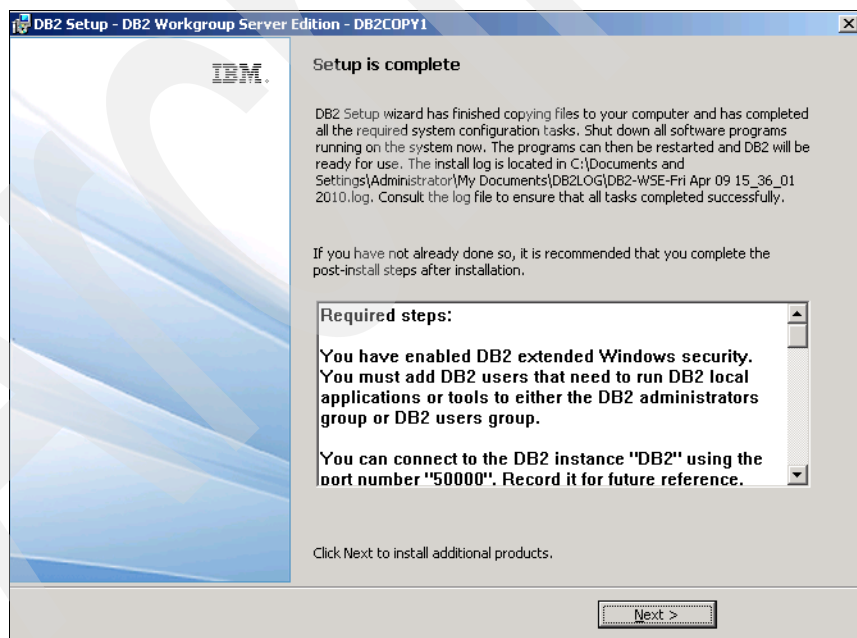 DB2 Setup - DB2 Workgroup Server Edition - DB2COPY1
IBM.
Setup is complete
DB2 Setup wizard has finished copying files to your computer and has completed
all the required system configuration tasks. Shut down all software programs
running on the system now. The programs can then be restarted and DB2 will be
ready for use. The install log is located in C:\Documents and
Settings\Administrator\My Documents\DB2LOG\DB2-WSE-Fri Apr 09 15_36_01
2010.log. Consult the log file to ensure that all tasks completed successfully.
If you have not already done so, it is recommended that you complete the
post-install steps after installation.
Required steps:
You have enabled DB2 extended Windows security.
You must add DB2 users that need to run DB2 local
applications or tools to either the DB2 administrators
group or DB2 users group.
You can connect to the DB2 instance "DB2" using the
port number "50000". Record it for future reference.
Click Next to install additional products.
Next >